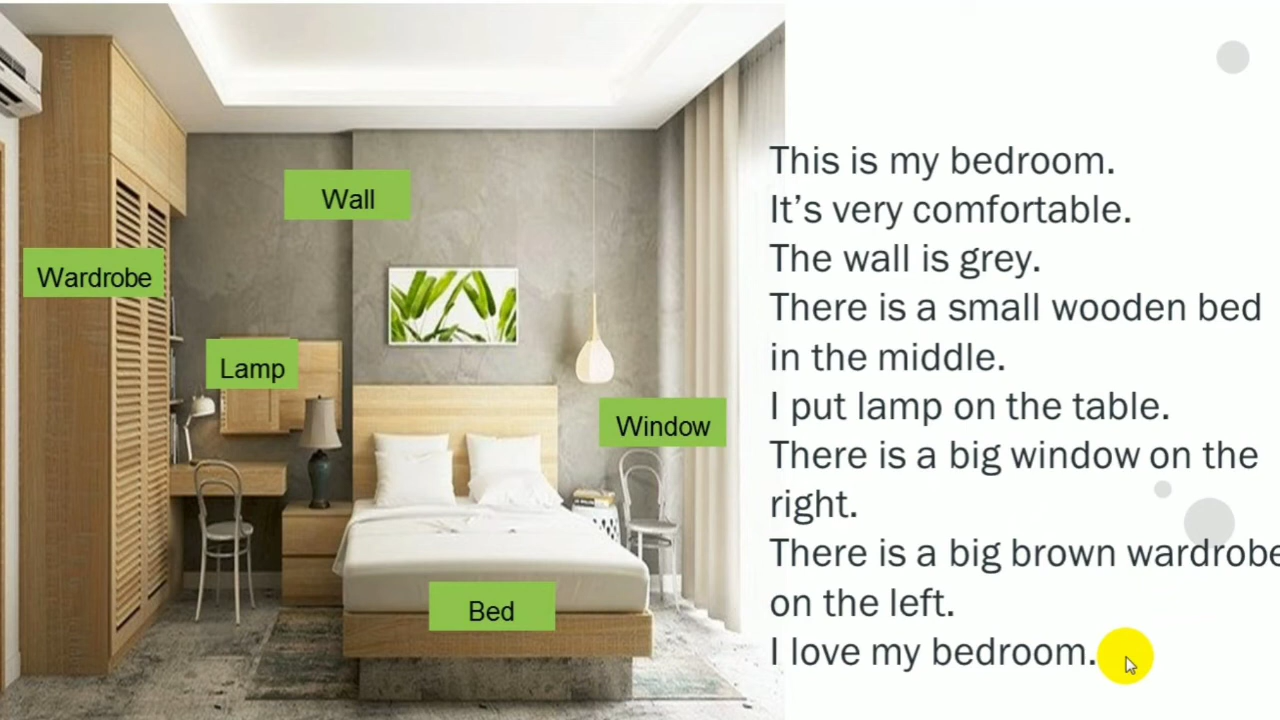 Wall
Wardrobe
Lamp
Window
Bed
This is my bedroom.
It’s very comfortable.
The wall is grey.
There is a small wooden bed
in the middle.
I put lamp on the table.
There is a big window on the
right.
There is a big brown wardrobe
on the left.
I love my bedroom.